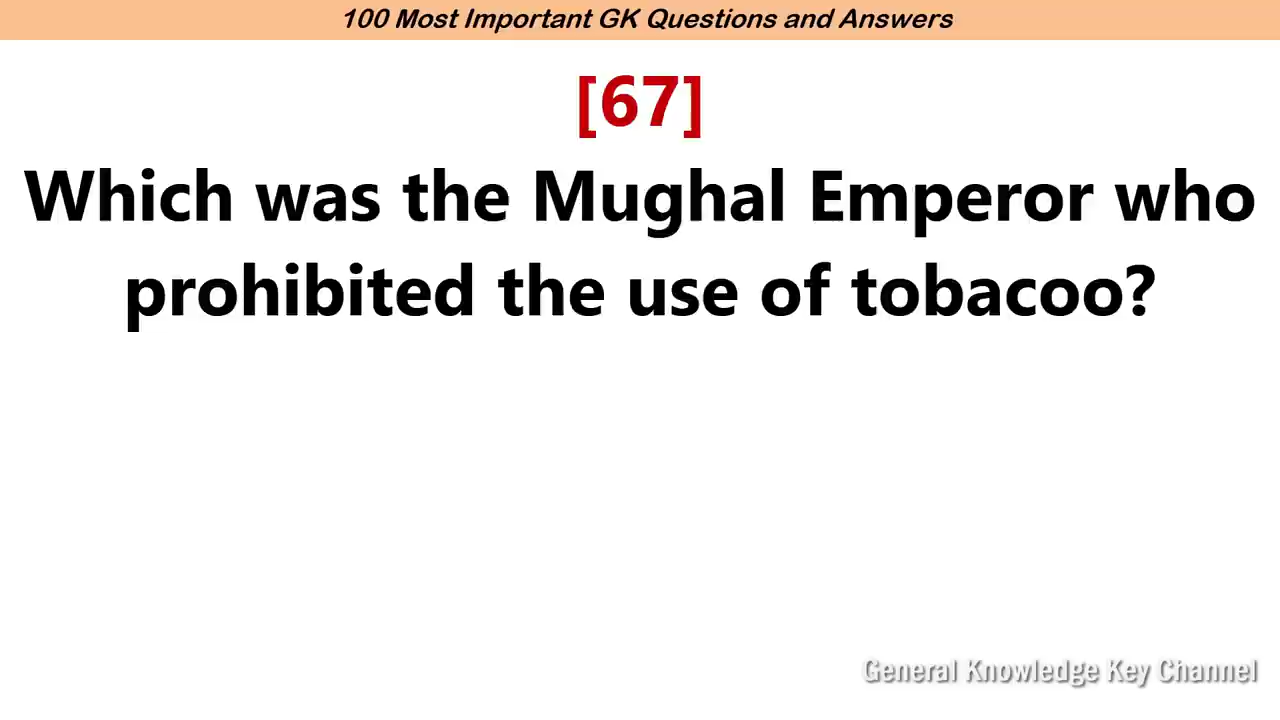 100 Most Important GK Questions and Answers
[67]
Which was the Mughal Emperor who
prohibited the use of tobacoo?
General Knowledge Key Channel